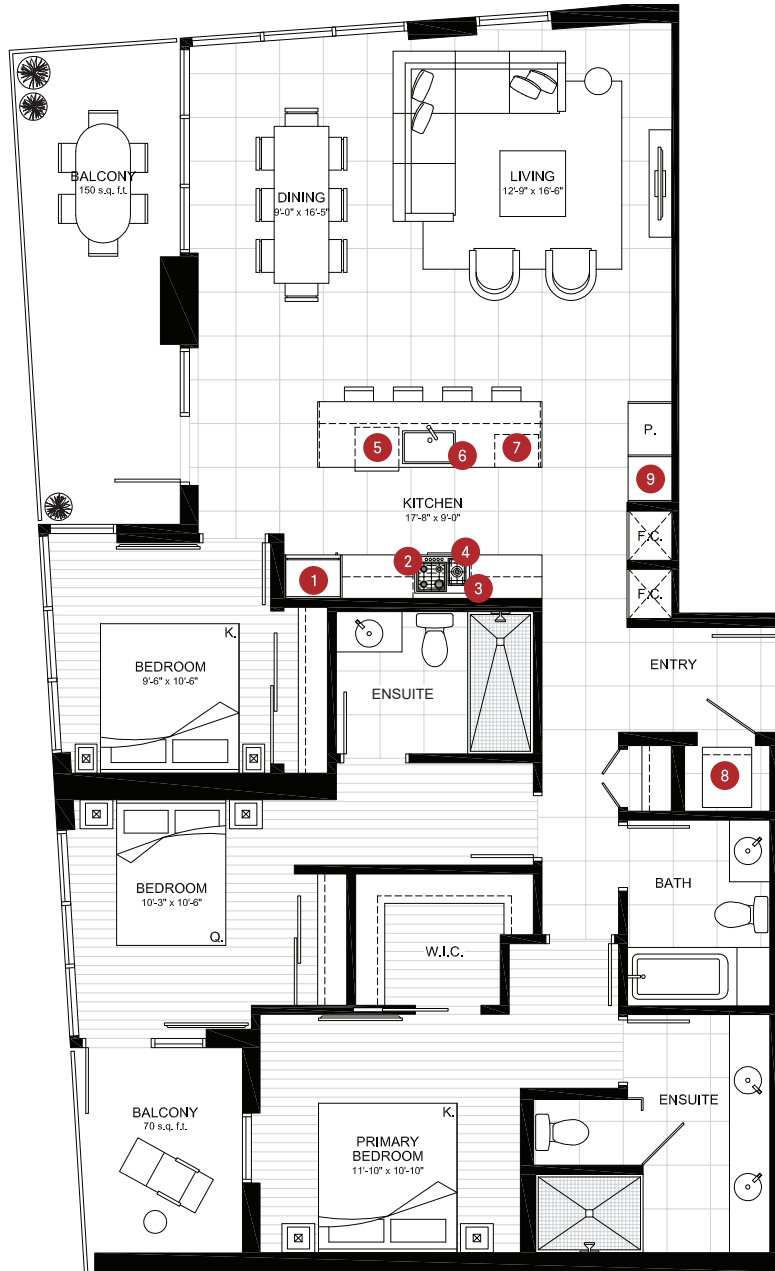 BALCONY
150 s.q. f.t.
DINING
9'-0" x 16'-5"
LIVING
12'-9" x 16'-6"
5
6
7
P.
9
KITCHEN
17'-8" x 9'-0"
F.C.
1
2
4
3
F.C.
K.
BEDROOM
9'-6" x 10'-6"
ENSUITE
ENTRY
8
BEDROOM
10'-3" x 10'-6"
Q.
BATH
W.I.C.
BALCONY
70 s.q. f.t.
K.
PRIMARY
BEDROOM
11'-10" x 10'-10"
ENSUITE